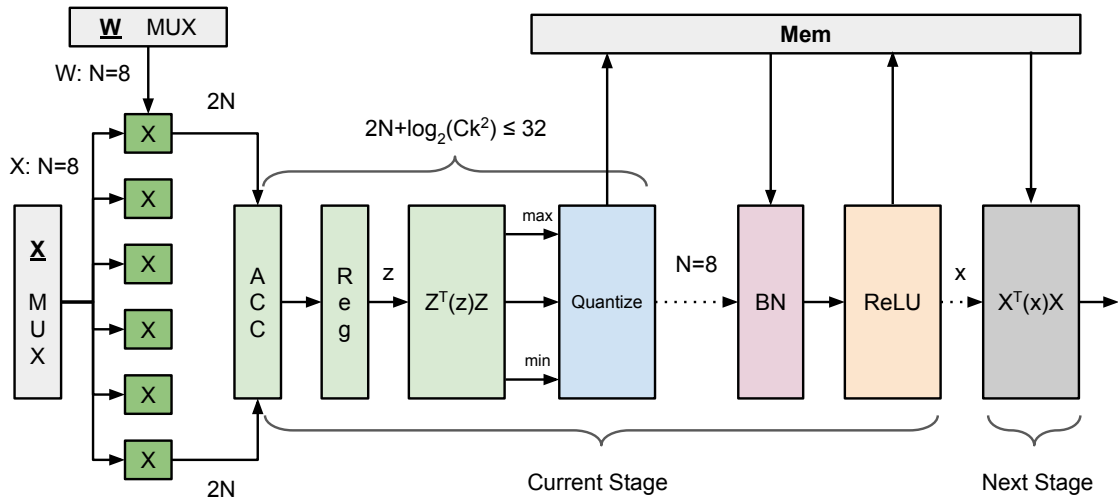 W MUX
Mem
W: N=8
2N
2N+log₂(Ck²) ≤ 32
X
X: N=8
X
X
X
X
X
X
M
U
X
A
C
C
R
e
g
z
Zᵀ(z)Z
max
min
Quantize
N=8
BN
ReLU
x
Xᵀ(x)X
2N
Current Stage
Next Stage